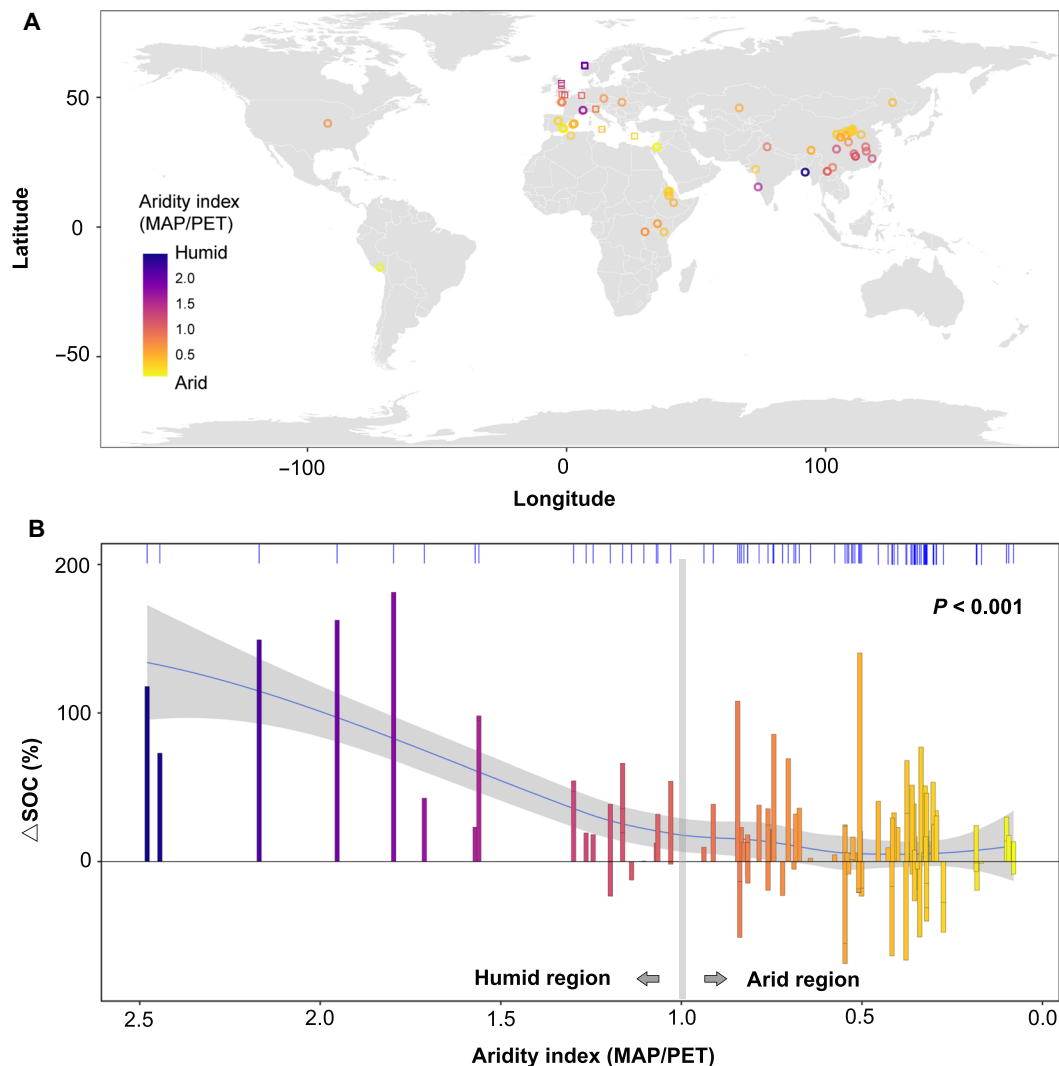 A
50
0
−50
Latitude
Aridity index
(MAP/PET)
Humid
2.0
1.5
1.0
0.5
Arid
−100
0
100
Longitude
B
200
100
0
△SOC (%)
P < 0.001
Humid region
Arid region
2.5
2.0
1.5
1.0
0.5
0.0
Aridity index (MAP/PET)